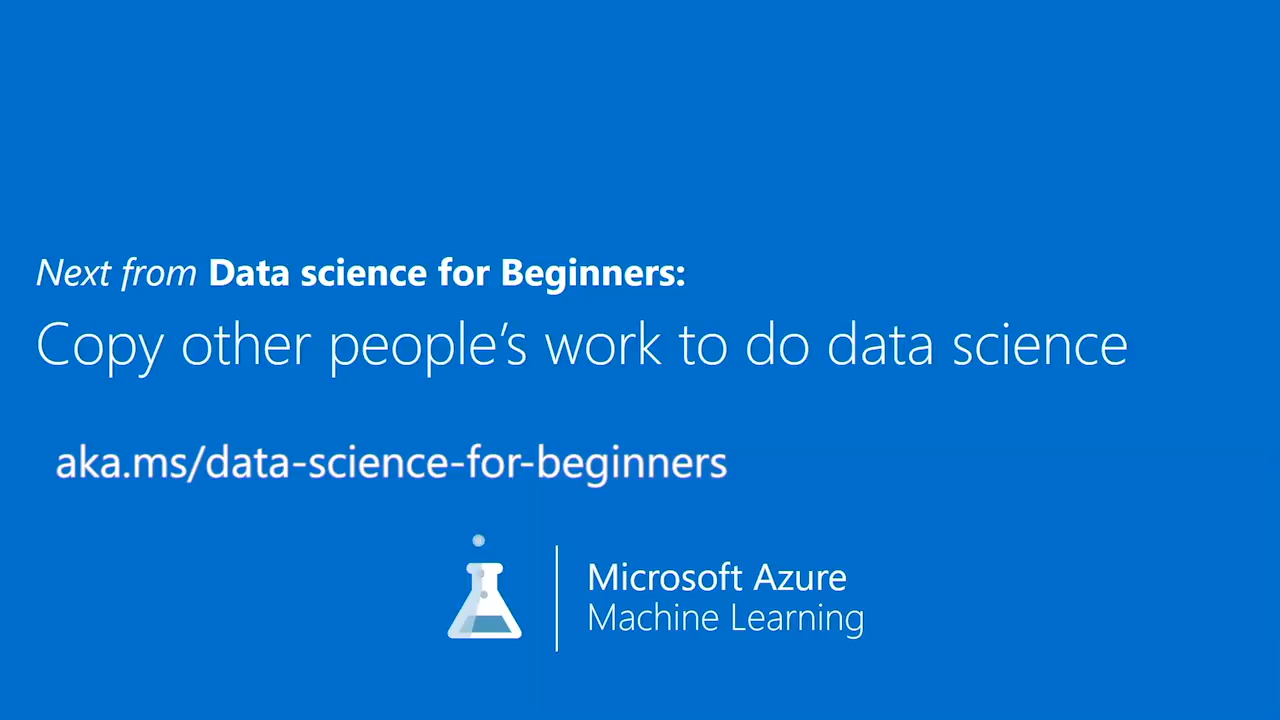 Next from Data science for Beginners:
Copy other people’s work to do data science
aka.ms/data-science-for-beginners
Microsoft Azure
Machine Learning